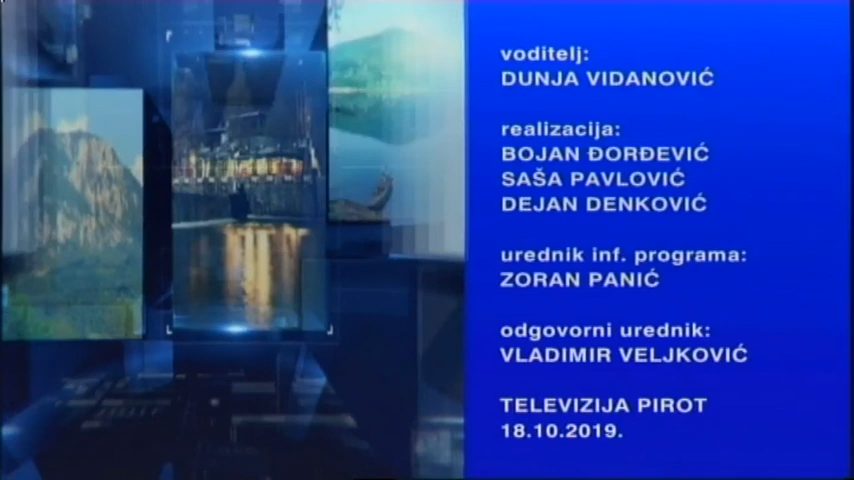 voditelj:
DUNJA VIDANOVIĆ
realizacija:
BOJAN ĐORĐEVIĆ
SAŠA PAVLOVIĆ
DEJAN DENKOVIĆ
urednik inf. programa:
ZORAN PANIĆ
odgovorni urednik:
VLADIMIR VELJKOVIĆ
TELEVIZIJA PIROT
18.10.2019.